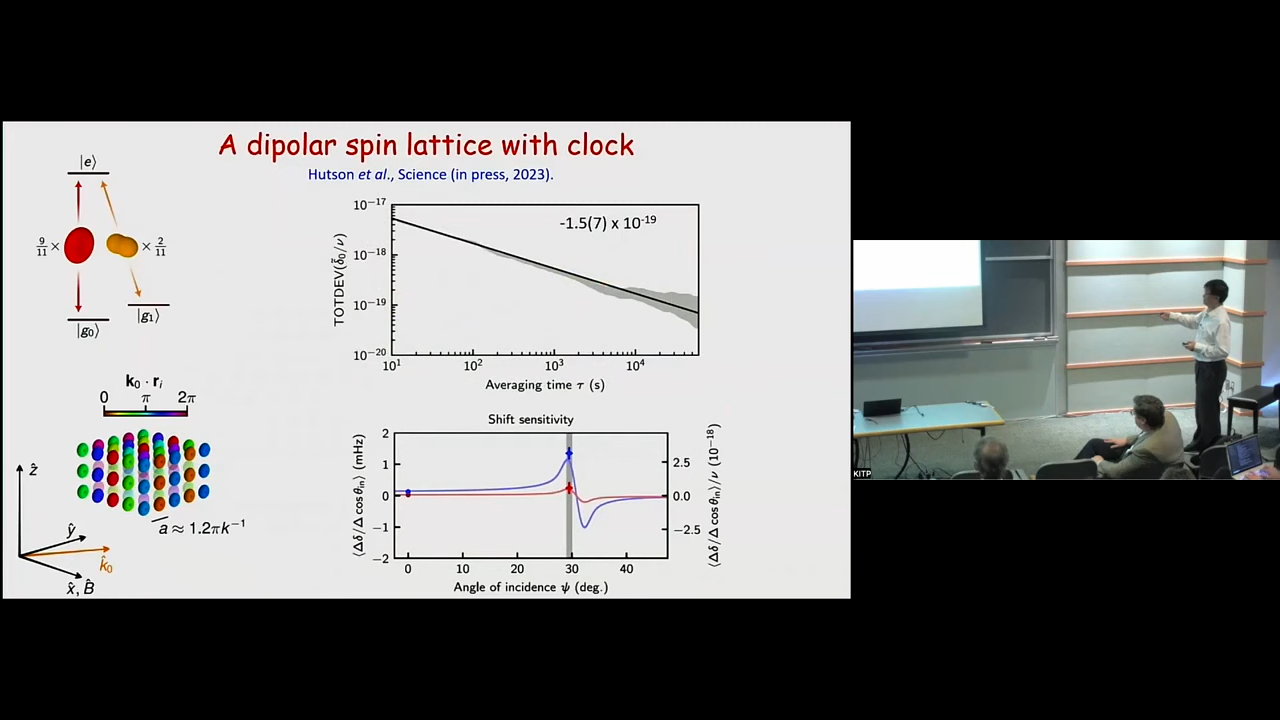 A dipolar spin lattice with clock
Hutson et al., Science (in press, 2023).
|e⟩
9/11 ×
× 2/11
|g₀⟩
|g₁⟩
k₀ · rᵢ
0 π 2π
ẑ
ŷ
k̂₀
x̂, B̂
a ≈ 1.2πk⁻¹
-1.5(7) x 10⁻¹⁹
TOTDEV(δ̄₀/ν)
10⁻¹⁷
10⁻¹⁸
10⁻¹⁹
10⁻²⁰
10¹ 10² 10³ 10⁴
Averaging time τ (s)
Shift sensitivity
⟨Δδ/Δ cos θᵢₙ⟩ (mHz)
2
1
0
−1
−2
2.5
0.0
−2.5
⟨Δδ/Δ cos θᵢₙ⟩/ν (10⁻¹⁸)
0 10 20 30 40
Angle of incidence ψ (deg.)
KITP